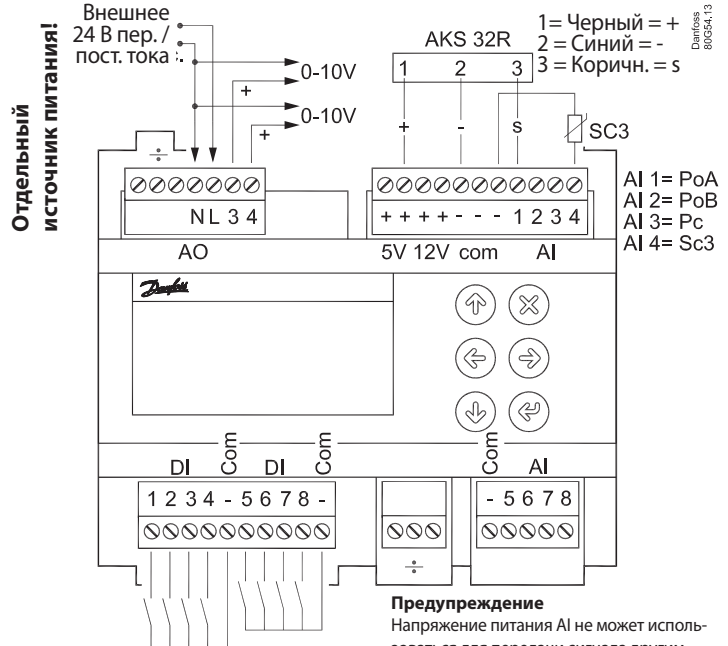 Внешнее
24 В пер. /
пост. тока :
Отдельный
источник питания!
0-10V
+
0-10V
+
AKS 32R
1 2 3
1= Черный = +
2 = Синий = -
3 = Коричн. = s
Danfoss
80G54.13
+ - s
SC3
÷
N L 3 4
+ + + + - - - 1 2 3 4
AI 1= PoA
AI 2= PoB
AI 3= Pc
AI 4= Sc3
AO
5V 12V com AI
Danfoss
DI Com DI Com
Com AI
1 2 3 4 - 5 6 7 8 -
- 5 6 7 8
÷
Предупреждение
Напряжение питания AI не может исполь-